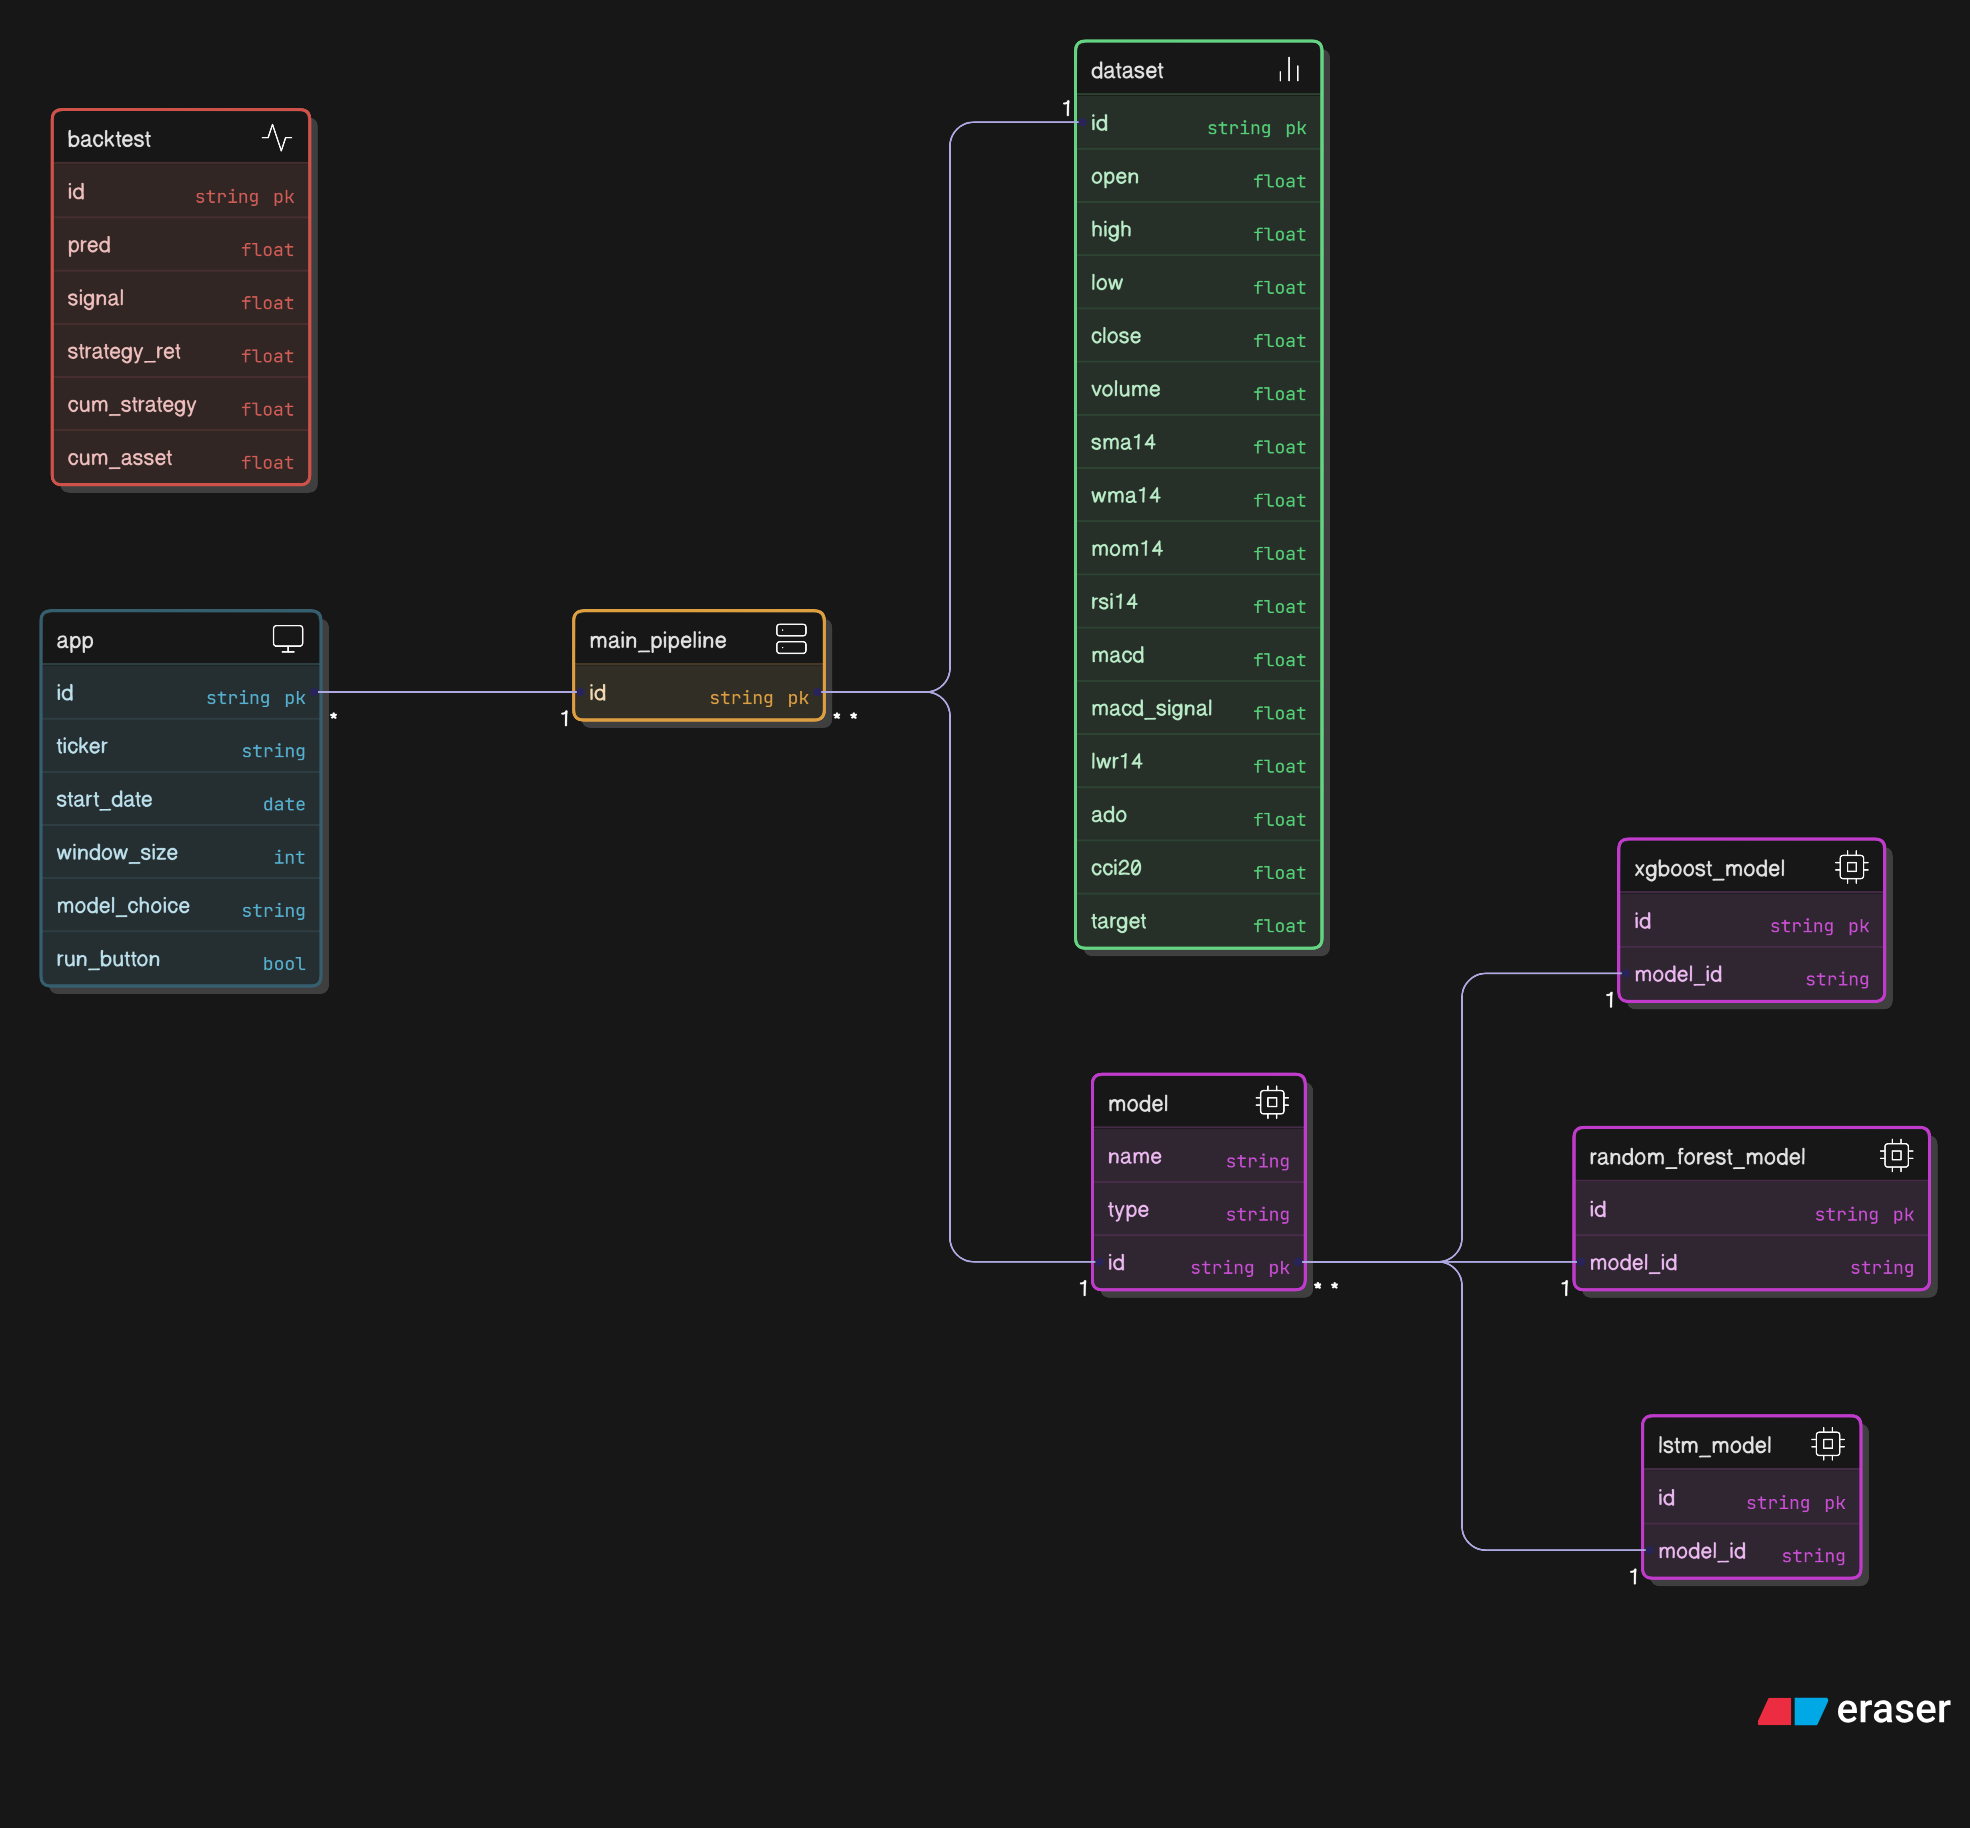 backtest
id string pk
pred float
signal float
strategy_ret float
cum_strategy float
cum_asset float
app
id string pk
*
ticker string
start_date date
window_size int
model_choice string
run_button bool
main_pipeline
1
id string pk
* *
dataset
1
id string pk
open float
high float
low float
close float
volume float
sma14 float
wma14 float
mom14 float
rsi14 float
macd float
macd_signal float
lwr14 float
ado float
cci20 float
target float
model
name string
type string
id string pk
1
* *
xgboost_model
id string pk
model_id string
1
random_forest_model
id string pk
model_id string
1
lstm_model
id string pk
model_id string
1
eraser